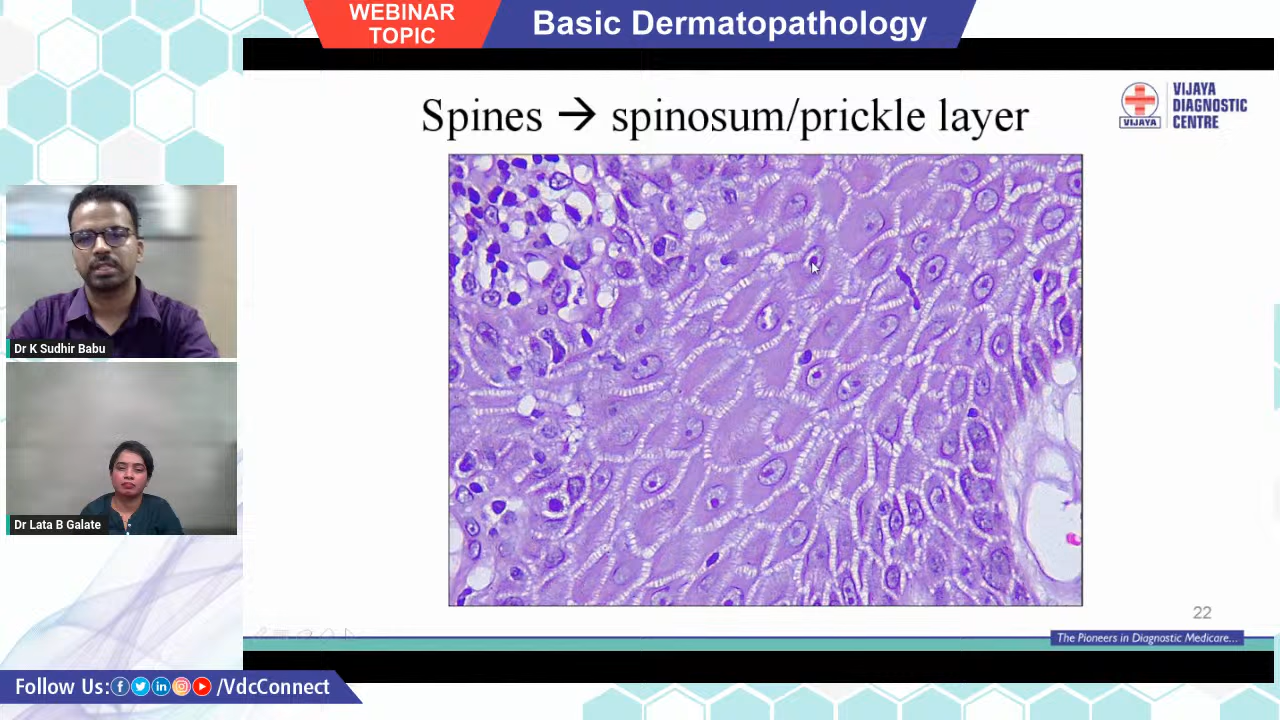 WEBINAR
TOPIC
Basic Dermatopathology
Spines → spinosum/prickle layer
VIJAYA
VIJAYA
DIAGNOSTIC
CENTRE
Dr K Sudhir Babu
Dr Lata B Galate
22
The Pioneers in Diagnostic Medicare...
Follow Us: /VdcConnect